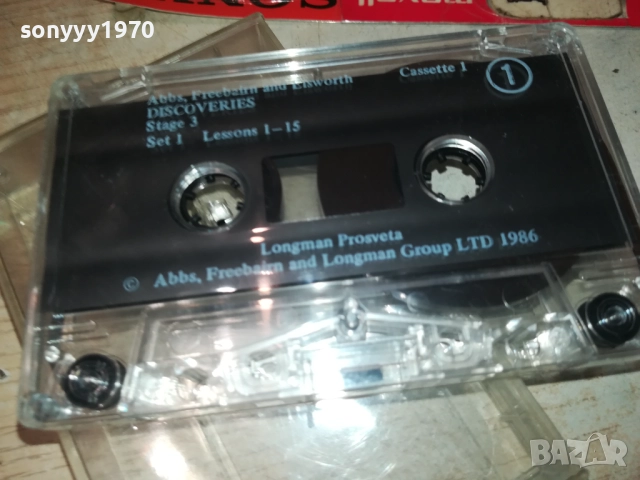 sonyyy1970
Abbs, Freebairn and Elsworth Cassette 1
1
DISCOVERIES
Stage 3
Set 1 Lessons 1–15
Longman Prosveta
© Abbs, Freebairn and Longman Group LTD 1986
BAZAR
.bg